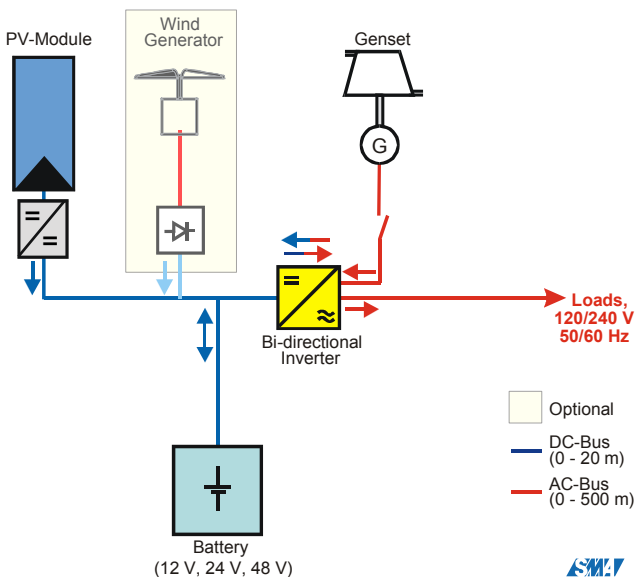 PV-Module
Wind
Generator
Genset
G
Loads,
120/240 V
50/60 Hz
Bi-directional
Inverter
Optional
DC-Bus
(0 - 20 m)
AC-Bus
(0 - 500 m)
Battery
(12 V, 24 V, 48 V)
SMA